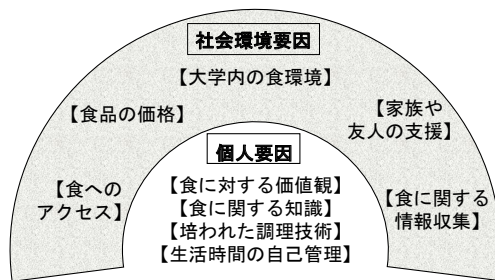 社会環境要因
【大学内の食環境】
【食品の価格】
【家族や
友人の支援】
【食への
アクセス】
【食に関する
情報収集】
個人要因
【食に対する価値観】
【食に関する知識】
【培われた調理技術】
【生活時間の自己管理】